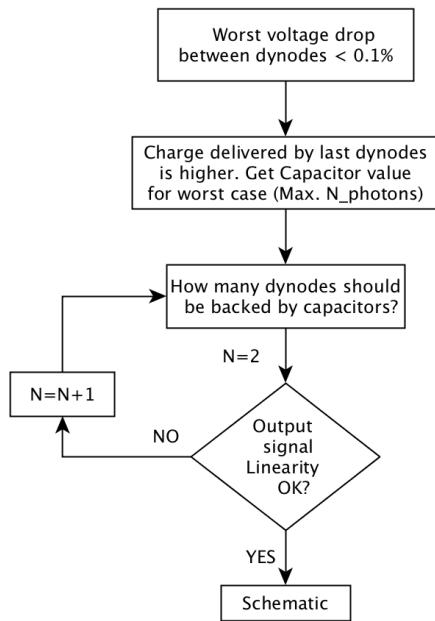 Worst voltage drop
between dynodes < 0.1%
Charge delivered by last dynodes
is higher. Get Capacitor value
for worst case (Max. N_photons)
How many dynodes should
be backed by capacitors?
N=2
N=N+1
NO
Output
signal
Linearity
OK?
YES
Schematic